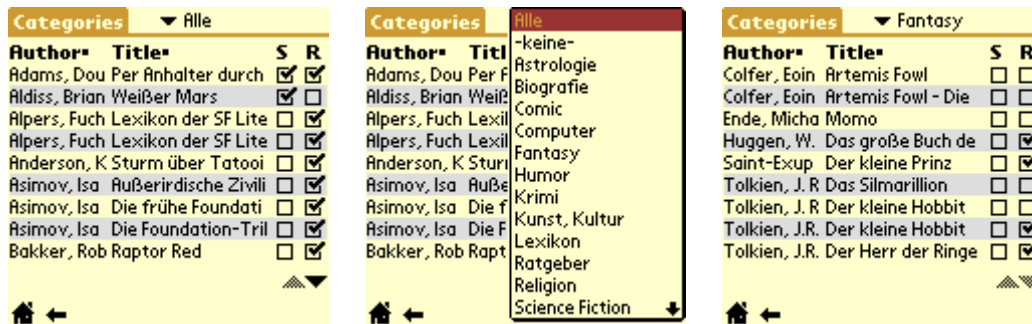 Categories ▼ Alle
Author▪ Title▪ S R
Adams, Dou Per Anhalter durch
Aldiss, Brian Weißer Mars
Alpers, Fuch Lexikon der SF Lite
Alpers, Fuch Lexikon der SF Lite
Anderson, K Sturm über Tatooi
Asimov, Isa Außerirdische Zivili
Asimov, Isa Die frühe Foundati
Asimov, Isa Die Foundation-Tril
Bakker, Rob Raptor Red
Categories
Author▪ Titl
Adams, Dou Per A
Aldiss, Brian Weiß
Alpers, Fuch Lexil
Alpers, Fuch Lexil
Anderson, K Sturi
Asimov, Isa Auße
Asimov, Isa Die f
Asimov, Isa Die F
Bakker, Rob Rapt
Alle
-keine-
Astrologie
Biografie
Comic
Computer
Fantasy
Humor
Krimi
Kunst, Kultur
Lexikon
Ratgeber
Religion
Science Fiction
Categories ▼ Fantasy
Author▪ Title▪ S R
Colfer, Eoin Artemis Fowl
Colfer, Eoin Artemis Fowl - Die
Ende, Micha Momo
Huggen, W. Das große Buch de
Saint-Exup Der kleine Prinz
Tolkien, J. R Das Silmarillion
Tolkien, J. R Der kleine Hobbit
Tolkien, J.R. Der kleine Hobbit
Tolkien, J.R. Der Herr der Ringe